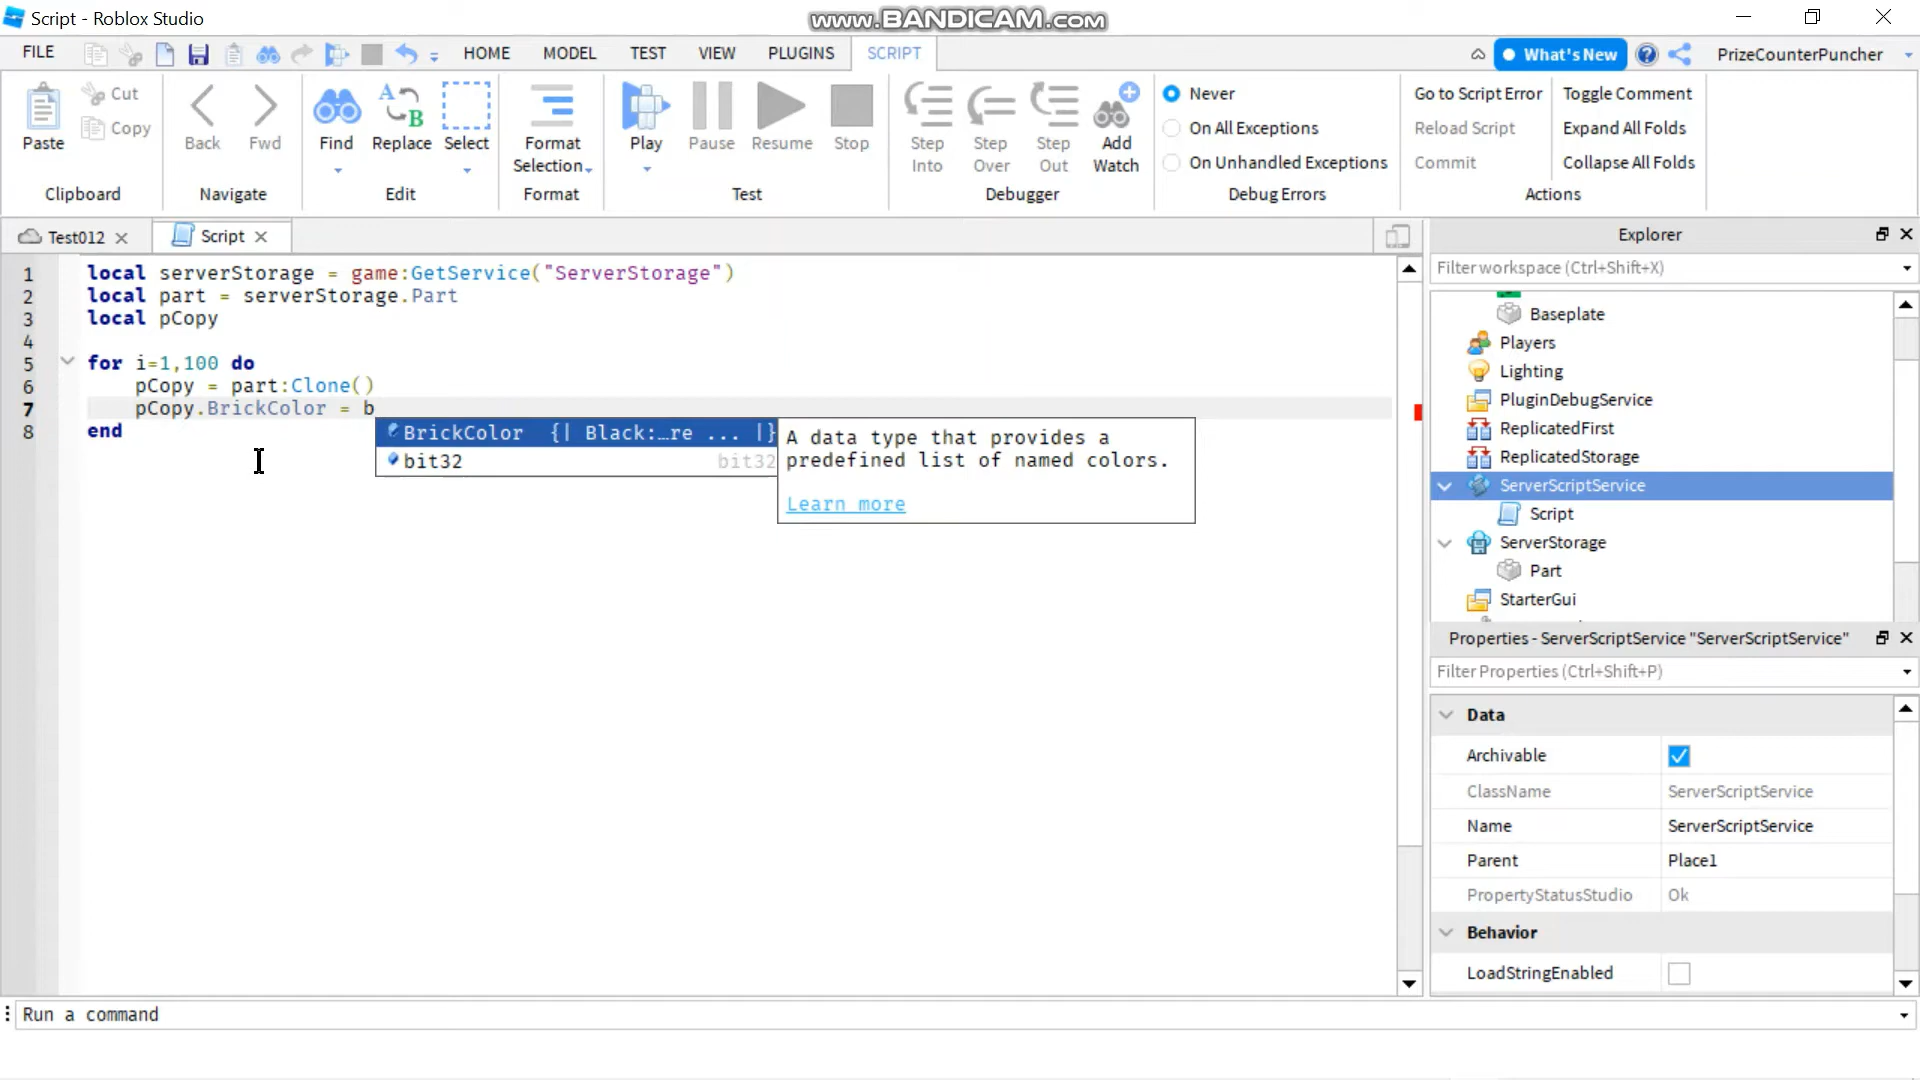 Script - Roblox Studio
www.BANDICAM.com
FILE
HOME
MODEL
TEST
VIEW
PLUGINS
SCRIPT
What's New
PrizeCounterPuncher
Paste
Cut
Copy
Clipboard
Back
Fwd
Navigate
Find
Replace
Select
Edit
Format
Selection
Format
Play
Pause
Resume
Stop
Test
Step
Into
Step
Over
Step
Out
Add
Watch
Debugger
Never
On All Exceptions
On Unhandled Exceptions
Debug Errors
Go to Script Error
Reload Script
Commit
Toggle Comment
Expand All Folds
Collapse All Folds
Actions
Test012
Script
1 local serverStorage = game:GetService("ServerStorage")
2 local part = serverStorage.Part
3 local pCopy
4
5 for i=1,100 do
6 pCopy = part:Clone()
7 pCopy.BrickColor = b
8 end
BrickColor {| Black:…re ... |}
bit32 bit32
A data type that provides a
predefined list of named colors.
Learn more
Explorer
Filter workspace (Ctrl+Shift+X)
Baseplate
Players
Lighting
PluginDebugService
ReplicatedFirst
ReplicatedStorage
ServerScriptService
Script
ServerStorage
Part
StarterGui
Properties - ServerScriptService "ServerScriptService"
Filter Properties (Ctrl+Shift+P)
Data
Archivable
ClassName ServerScriptService
Name ServerScriptService
Parent Place1
PropertyStatusStudio Ok
Behavior
LoadStringEnabled
Run a command